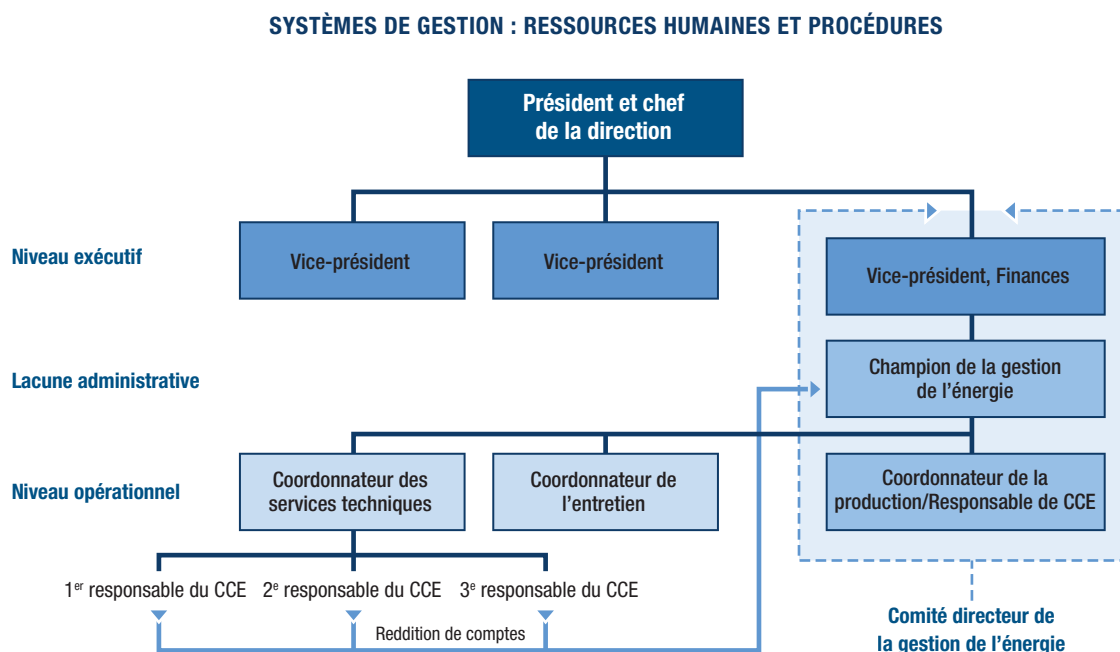 SYSTÈMES DE GESTION : RESSOURCES HUMAINES ET PROCÉDURES
Président et chef
de la direction
Niveau exécutif
Vice-président
Vice-président
Vice-président, Finances
Lacune administrative
Champion de la gestion
de l’énergie
Niveau opérationnel
Coordonnateur des
services techniques
Coordonnateur de
l’entretien
Coordonnateur de la
production/Responsable de CCE
1er responsable du CCE
2e responsable du CCE
3e responsable du CCE
Reddition de comptes
Comité directeur de
la gestion de l’énergie